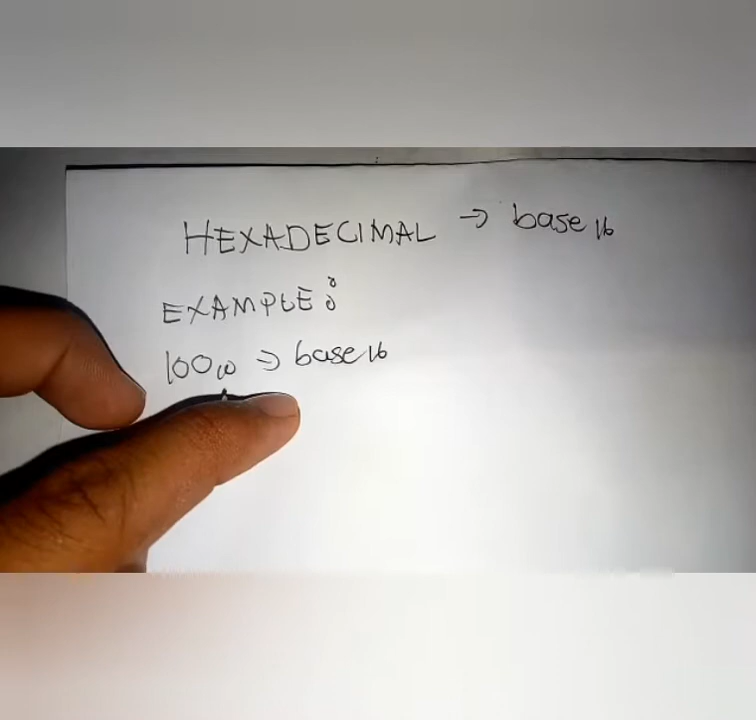 HEXADECIMAL → base 16
EXAMPLE:
100₁₀ → base 16